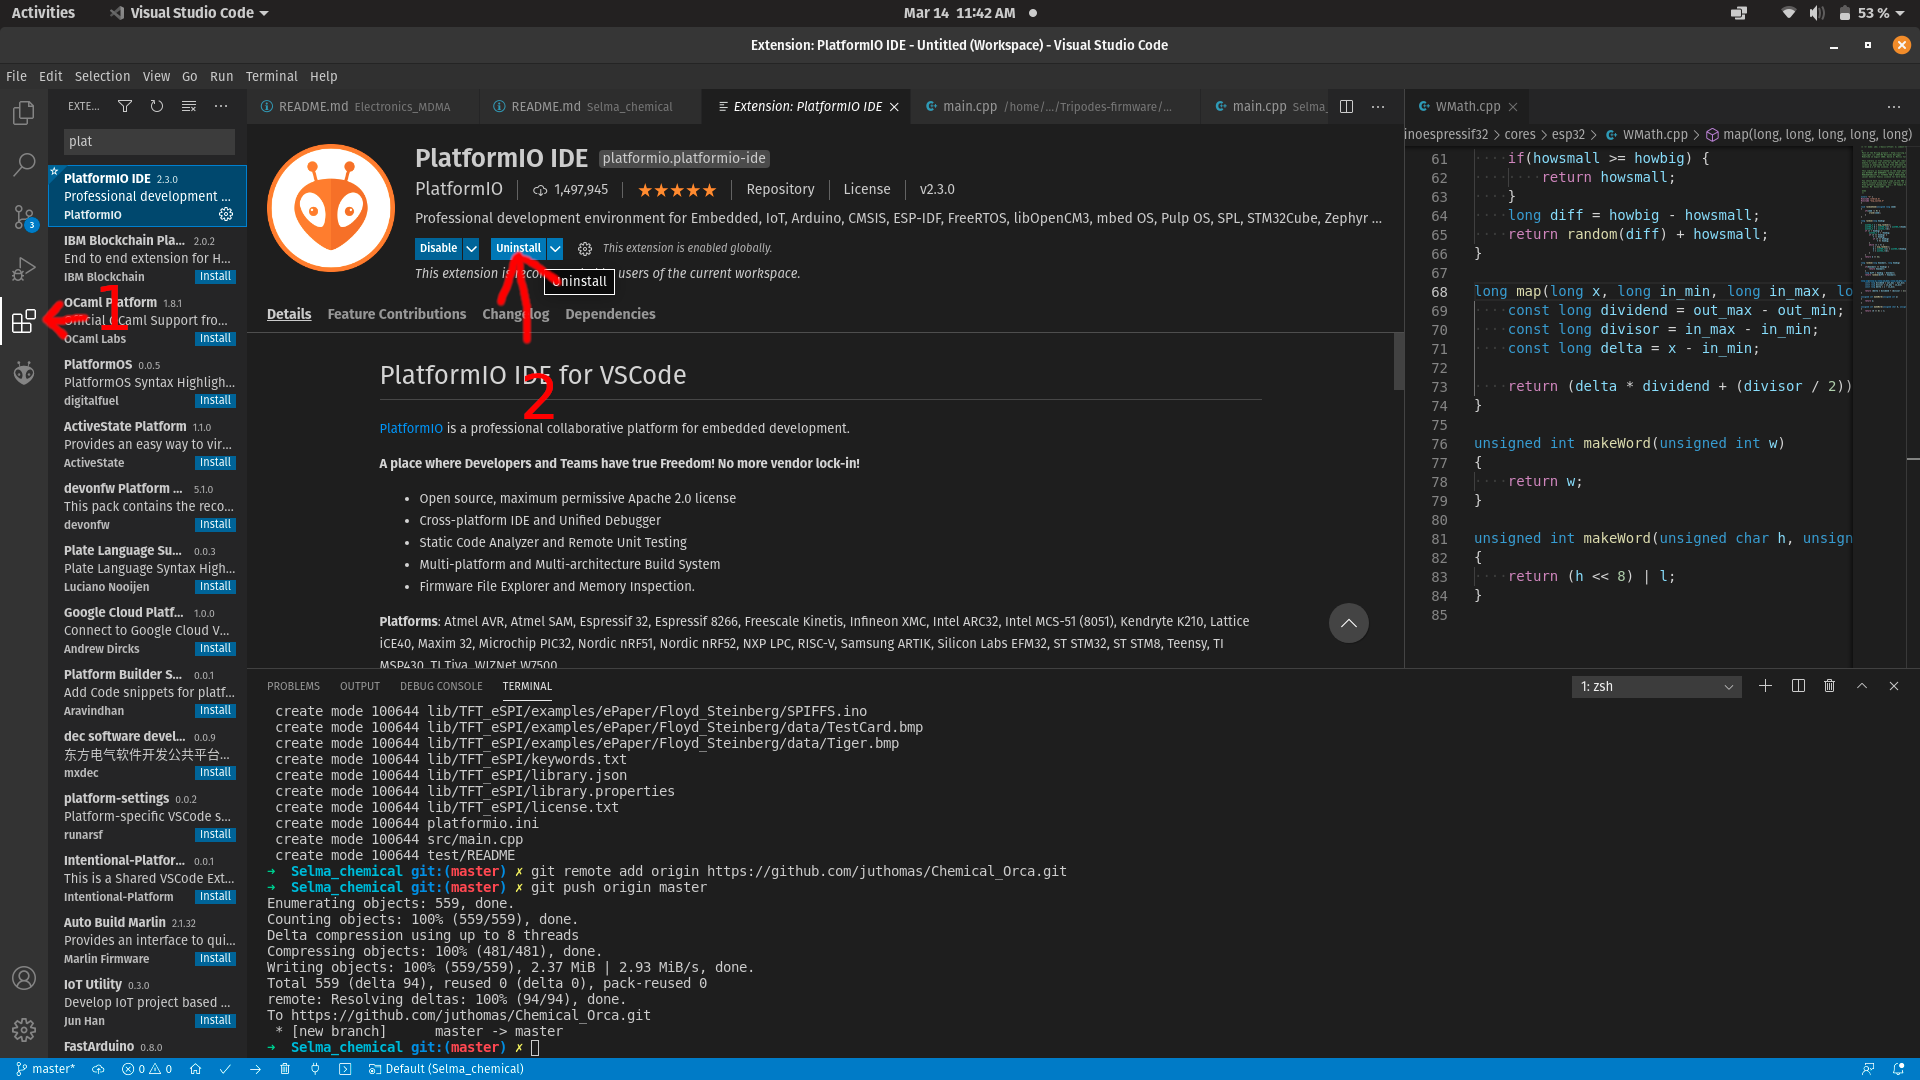 Activities
Visual Studio Code
Mar 14 11:42 AM
53 %
Extension: PlatformIO IDE - Untitled (Workspace) - Visual Studio Code
File Edit Selection View Go Run Terminal Help
EXTE...
plat
PlatformIO IDE 2.3.0
Professional development ...
PlatformIO
3
IBM Blockchain Pla... 2.0.2
End to end extension for H...
IBM Blockchain Install
OCaml Platform 1.8.1
Official OCaml Support fro...
OCaml Labs Install
1
PlatformOS 0.0.5
PlatformOS Syntax Highligh...
digitalfuel Install
ActiveState Platform 1.1.0
Provides an easy way to vir...
ActiveState Install
devonfw Platform ... 5.1.0
This pack contains the reco...
devonfw Install
Plate Language Su... 0.0.3
Plate Language Syntax High...
Luciano Nooijen Install
Google Cloud Platf... 1.0.0
Connect to Google Cloud V...
Andrew Dircks Install
Platform Builder S... 0.0.1
Add Code snippets for platf...
Aravindhan Install
dec software devel... 0.0.9
东方电气软件开发公共平台...
mxdec Install
platform-settings 0.0.2
Platform-specific VSCode s...
runarsf Install
Intentional-Platfor... 0.0.1
This is a Shared VSCode Ext...
Intentional-Platform Install
Auto Build Marlin 2.1.32
Provides an interface to qui...
Marlin Firmware Install
IoT Utility 0.3.0
Develop IoT project based ...
Jun Han Install
FastArduino 0.8.0
README.md Electronics_MDMA
README.md Selma_chemical
Extension: PlatformIO IDE
main.cpp /home/.../Tripodes-firmware/...
main.cpp Selma_
PlatformIO IDE platformio.platformio-ide
PlatformIO 1,497,945 Repository License v2.3.0
Professional development environment for Embedded, IoT, Arduino, CMSIS, ESP-IDF, FreeRTOS, libOpenCM3, mbed OS, Pulp OS, SPL, STM32Cube, Zephyr ...
Disable Uninstall This extension is enabled globally.
This extension is users of the current workspace.
Uninstall
Details Feature Contributions Changelog Dependencies
2
PlatformIO IDE for VSCode
PlatformIO is a professional collaborative platform for embedded development.
A place where Developers and Teams have true Freedom! No more vendor lock-in!
• Open source, maximum permissive Apache 2.0 license
• Cross-platform IDE and Unified Debugger
• Static Code Analyzer and Remote Unit Testing
• Multi-platform and Multi-architecture Build System
• Firmware File Explorer and Memory Inspection.
Platforms: Atmel AVR, Atmel SAM, Espressif 32, Espressif 8266, Freescale Kinetis, Infineon XMC, Intel ARC32, Intel MCS-51 (8051), Kendryte K210, Lattice
iCE40, Maxim 32, Microchip PIC32, Nordic nRF51, Nordic nRF52, NXP LPC, RISC-V, Samsung ARTIK, Silicon Labs EFM32, ST STM32, ST STM8, Teensy, TI
MSP430, TI Tiva, WIZNet W7500
WMath.cpp
inoespressif32 > cores > esp32 > WMath.cpp > map(long, long, long, long, long)
61 if(howsmall >= howbig) {
62 return howsmall;
63 }
64 long diff = howbig - howsmall;
65 return random(diff) + howsmall;
66 }
67
68 long map(long x, long in_min, long in_max, lo
69 const long dividend = out_max - out_min;
70 const long divisor = in_max - in_min;
71 const long delta = x - in_min;
72
73 return (delta * dividend + (divisor / 2))
74 }
75
76 unsigned int makeWord(unsigned int w)
77 {
78 return w;
79 }
80
81 unsigned int makeWord(unsigned char h, unsign
82 {
83 return (h << 8) | l;
84 }
85
PROBLEMS OUTPUT DEBUG CONSOLE TERMINAL
1: zsh
create mode 100644 lib/TFT_eSPI/examples/ePaper/Floyd_Steinberg/SPIFFS.ino
create mode 100644 lib/TFT_eSPI/examples/ePaper/Floyd_Steinberg/data/TestCard.bmp
create mode 100644 lib/TFT_eSPI/examples/ePaper/Floyd_Steinberg/data/Tiger.bmp
create mode 100644 lib/TFT_eSPI/keywords.txt
create mode 100644 lib/TFT_eSPI/library.json
create mode 100644 lib/TFT_eSPI/library.properties
create mode 100644 lib/TFT_eSPI/license.txt
create mode 100644 platformio.ini
create mode 100644 src/main.cpp
create mode 100644 test/README
➜ Selma_chemical git:(master) ✗ git remote add origin https://github.com/juthomas/Chemical_Orca.git
➜ Selma_chemical git:(master) ✗ git push origin master
Enumerating objects: 559, done.
Counting objects: 100% (559/559), done.
Delta compression using up to 8 threads
Compressing objects: 100% (481/481), done.
Writing objects: 100% (559/559), 2.37 MiB | 2.93 MiB/s, done.
Total 559 (delta 94), reused 0 (delta 0), pack-reused 0
remote: Resolving deltas: 100% (94/94), done.
To https://github.com/juthomas/Chemical_Orca.git
* [new branch] master -> master
➜ Selma_chemical git:(master) ✗
master* 0 0 Default (Selma_chemical)